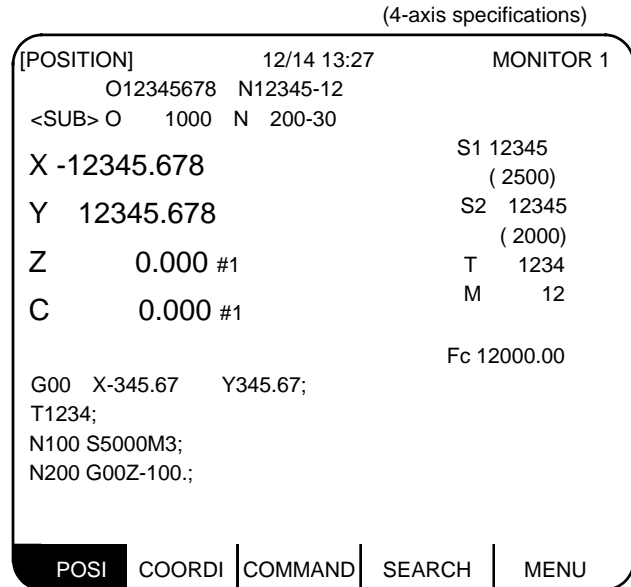 (4-axis specifications)
[POSITION] 12/14 13:27 MONITOR 1
O12345678 N12345-12
<SUB> O 1000 N 200-30
X -12345.678
S1 12345
( 2500)
Y 12345.678
S2 12345
( 2000)
Z 0.000 #1
T 1234
M 12
C 0.000 #1
Fc 12000.00
G00 X-345.67 Y345.67;
T1234;
N100 S5000M3;
N200 G00Z-100.;
POSI COORDI COMMAND SEARCH MENU